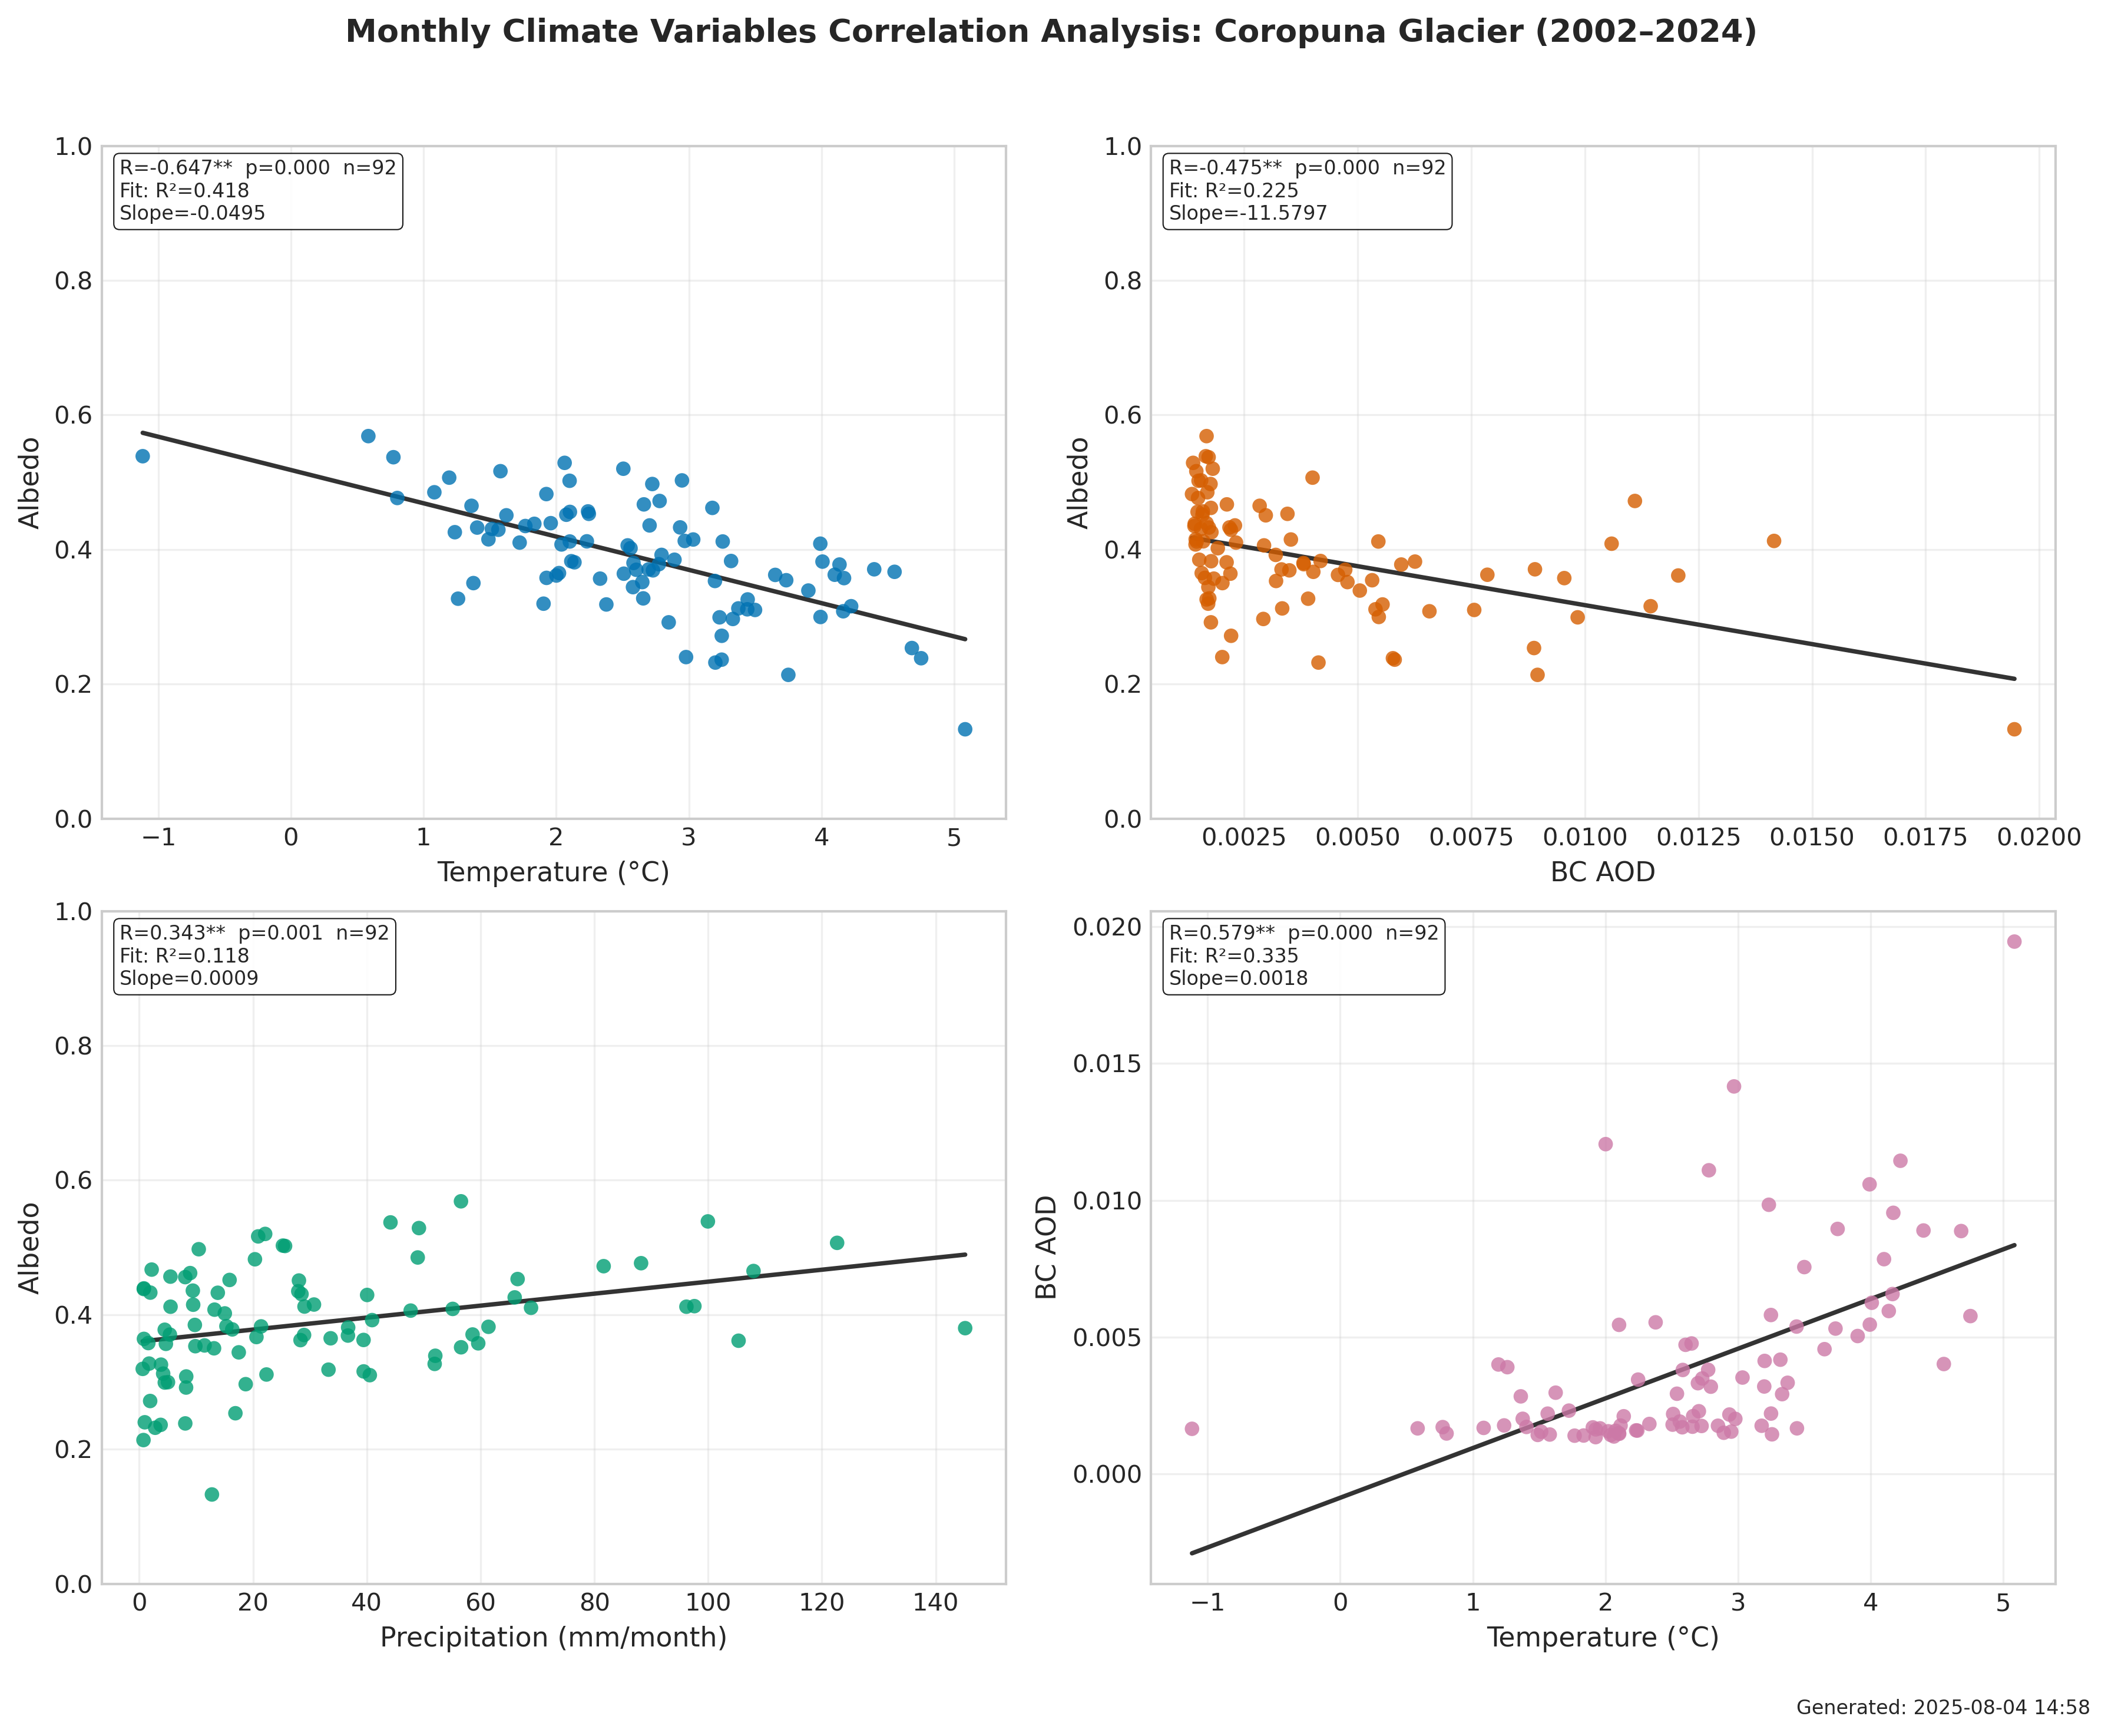 Monthly Climate Variables Correlation Analysis: Coropuna Glacier (2002–2024)
1.0
0.8
0.6
0.4
0.2
0.0
Albedo
R=-0.647** p=0.000 n=92
Fit: R²=0.418
Slope=-0.0495
−1 0 1 2 3 4 5
Temperature (°C)
1.0
0.8
0.6
0.4
0.2
0.0
Albedo
R=-0.475** p=0.000 n=92
Fit: R²=0.225
Slope=-11.5797
0.0025 0.0050 0.0075 0.0100 0.0125 0.0150 0.0175 0.0200
BC AOD
1.0
0.8
0.6
0.4
0.2
0.0
Albedo
R=0.343** p=0.001 n=92
Fit: R²=0.118
Slope=0.0009
0 20 40 60 80 100 120 140
Precipitation (mm/month)
0.020
0.015
0.010
0.005
0.000
BC AOD
R=0.579** p=0.000 n=92
Fit: R²=0.335
Slope=0.0018
−1 0 1 2 3 4 5
Temperature (°C)
Generated: 2025-08-04 14:58